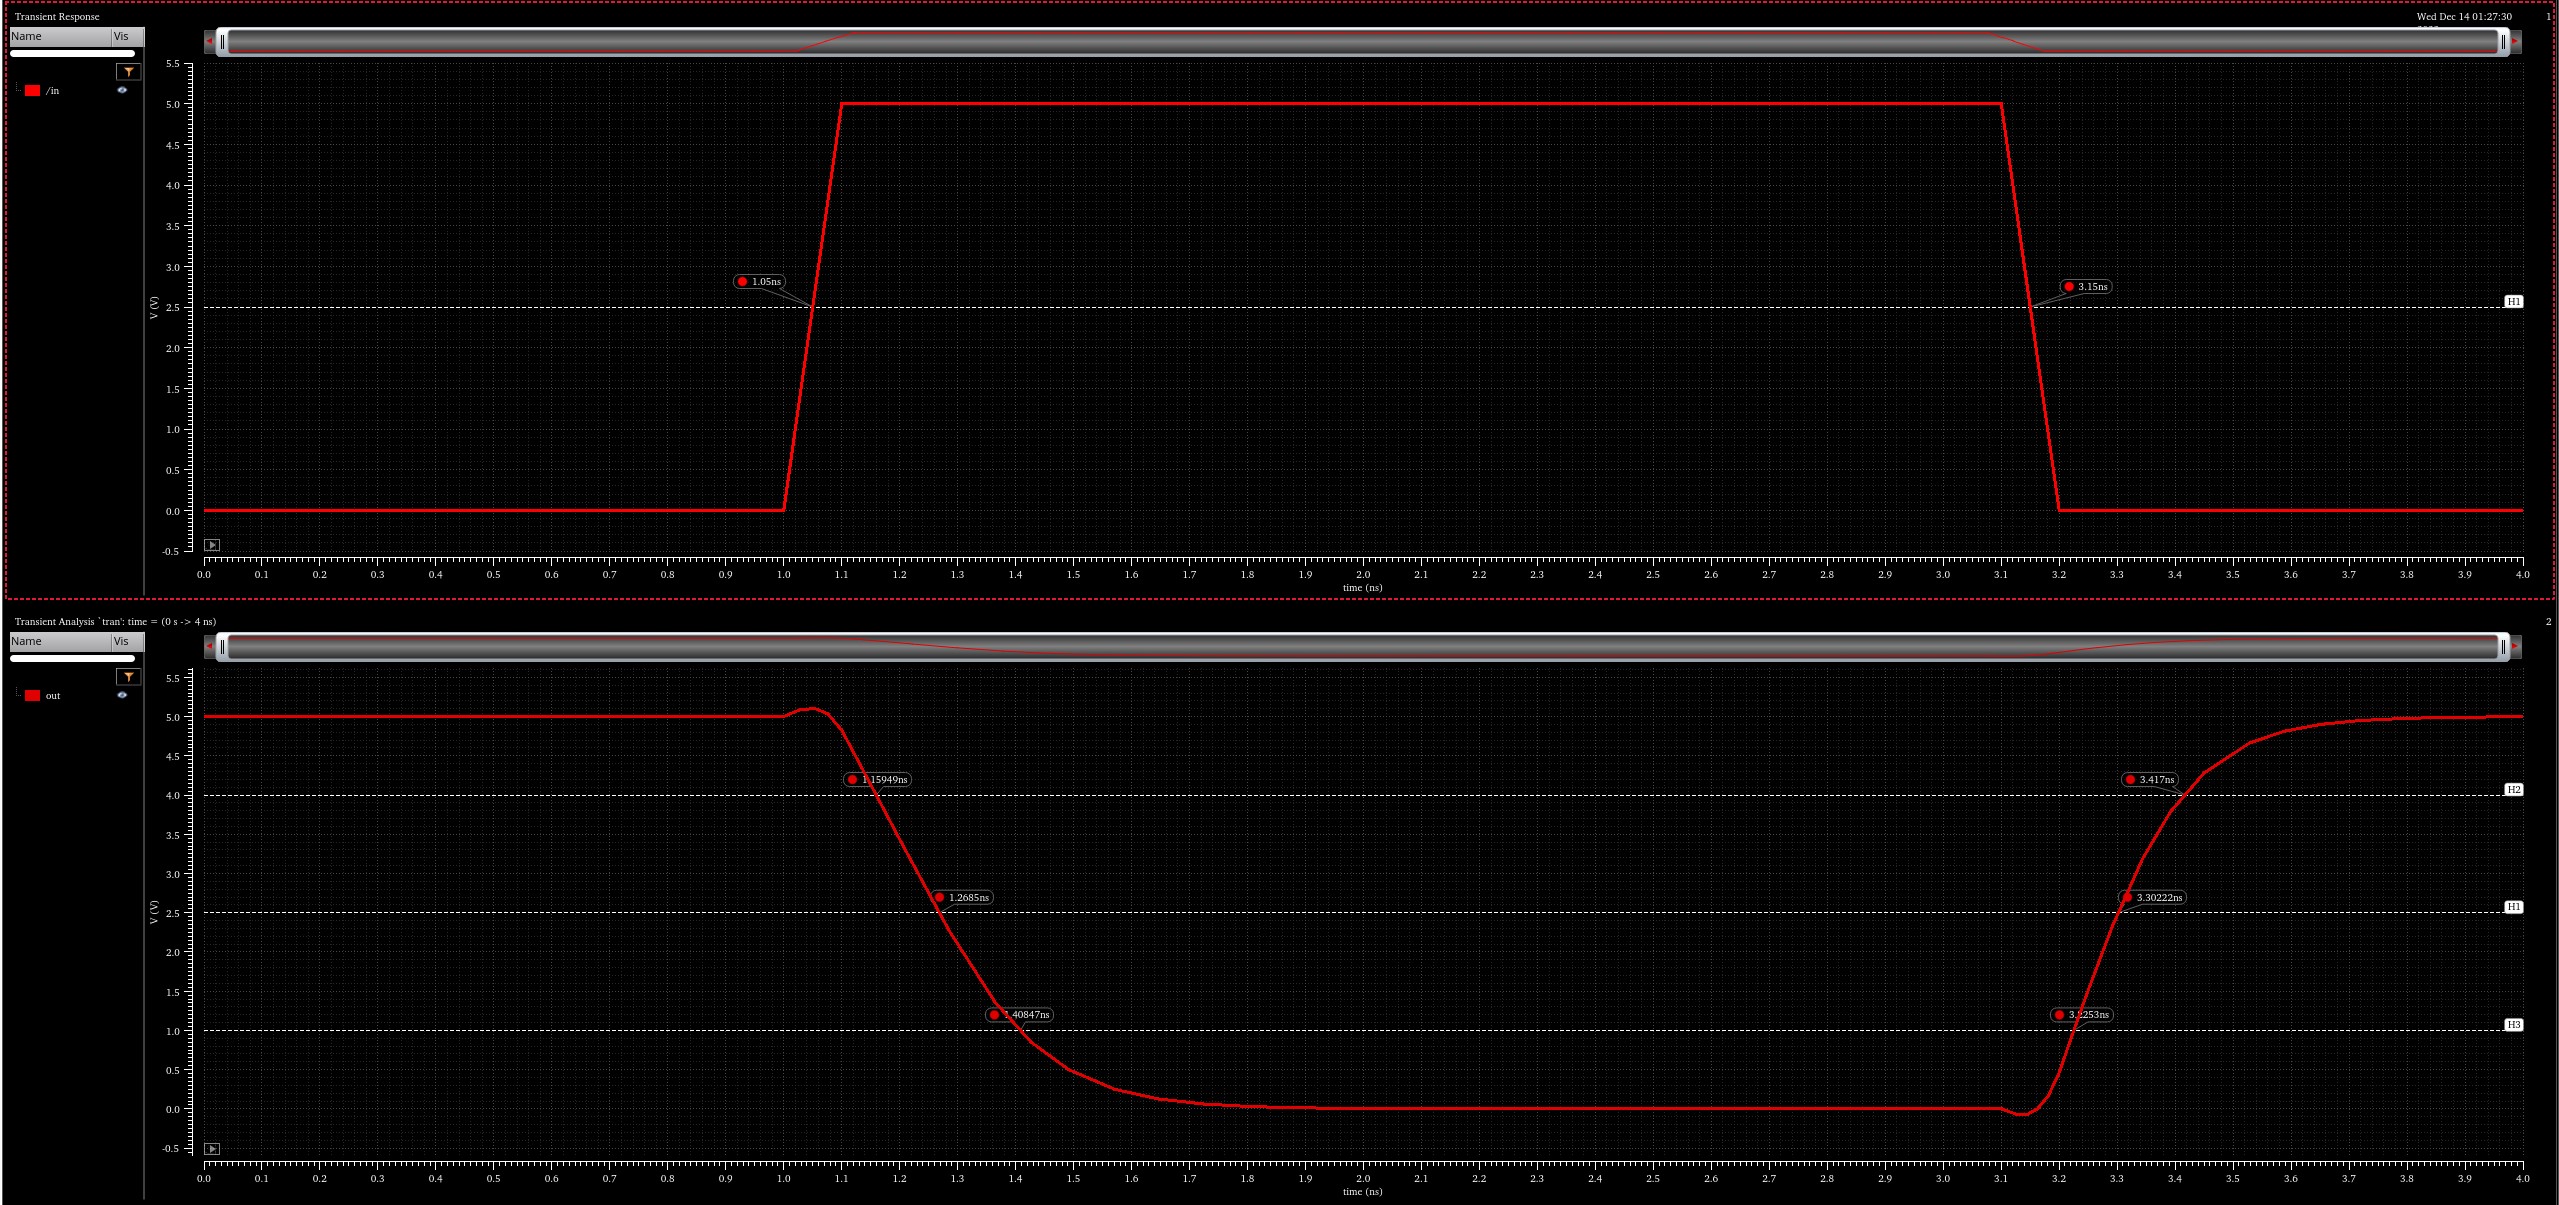 Transient Response
Wed Dec 14 01:27:30
1
Name Vis
/in
5.5
5.0
4.5
4.0
3.5
3.0
2.5
2.0
1.5
1.0
0.5
0.0
-0.5
V (V)
1.05ns
3.15ns
H1
0.0 0.1 0.2 0.3 0.4 0.5 0.6 0.7 0.8 0.9 1.0 1.1 1.2 1.3 1.4 1.5 1.6 1.7 1.8 1.9 2.0 2.1 2.2 2.3 2.4 2.5 2.6 2.7 2.8 2.9 3.0 3.1 3.2 3.3 3.4 3.5 3.6 3.7 3.8 3.9 4.0
time (ns)
Transient Analysis `tran': time = (0 s -> 4 ns)
2
Name Vis
out
5.5
5.0
4.5
4.0
3.5
3.0
2.5
2.0
1.5
1.0
0.5
0.0
-0.5
V (V)
1.15949ns
3.417ns
H2
1.2685ns
3.30222ns
H1
1.40847ns
3.2253ns
H3
0.0 0.1 0.2 0.3 0.4 0.5 0.6 0.7 0.8 0.9 1.0 1.1 1.2 1.3 1.4 1.5 1.6 1.7 1.8 1.9 2.0 2.1 2.2 2.3 2.4 2.5 2.6 2.7 2.8 2.9 3.0 3.1 3.2 3.3 3.4 3.5 3.6 3.7 3.8 3.9 4.0
time (ns)